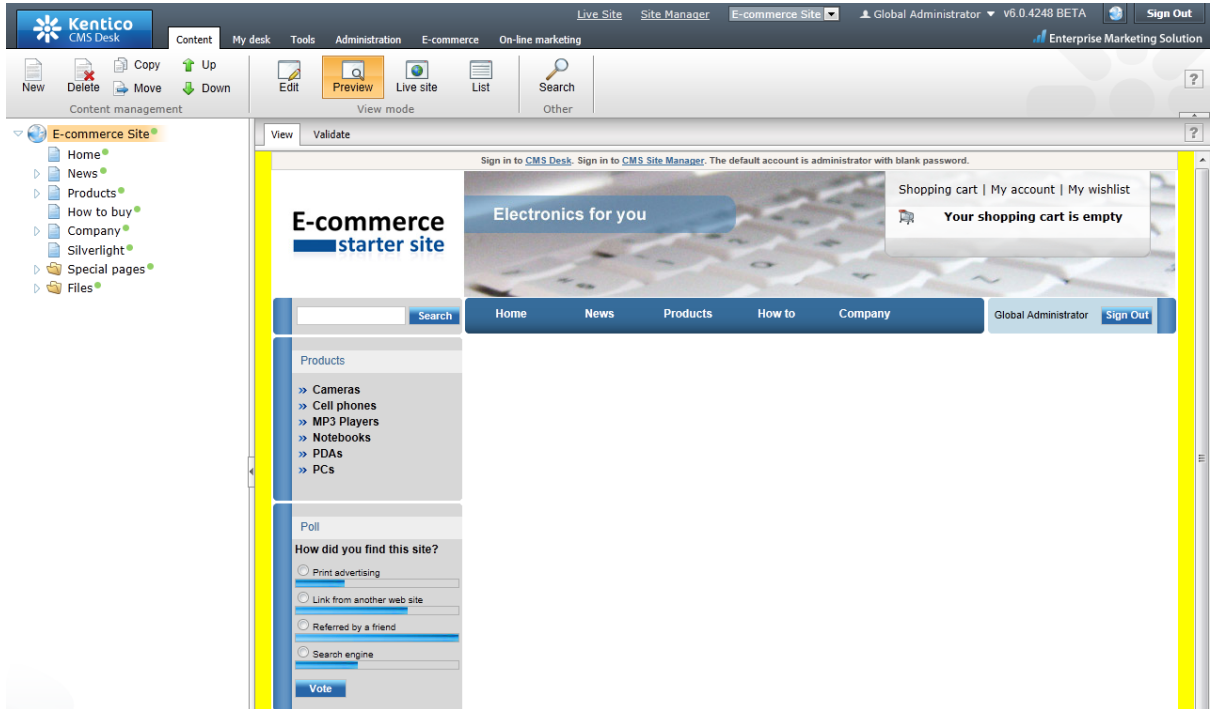 Kentico
CMS Desk
Live Site Site Manager E-commerce Site Global Administrator v6.0.4248 BETA Sign Out
Content My desk Tools Administration E-commerce On-line marketing
Enterprise Marketing Solution
New Delete Copy Move Up Down
Content management
Edit Preview Live site List
View mode
Search
Other
?
E-commerce Site
Home
News
Products
How to buy
Company
Silverlight
Special pages
Files
View Validate
?
Sign in to CMS Desk. Sign in to CMS Site Manager. The default account is administrator with blank password.
E-commerce
starter site
Electronics for you
Shopping cart | My account | My wishlist
Your shopping cart is empty
Search
Home News Products How to Company
Global Administrator Sign Out
Products
» Cameras
» Cell phones
» MP3 Players
» Notebooks
» PDAs
» PCs
Poll
How did you find this site?
Print advertising
Link from another web site
Referred by a friend
Search engine
Vote